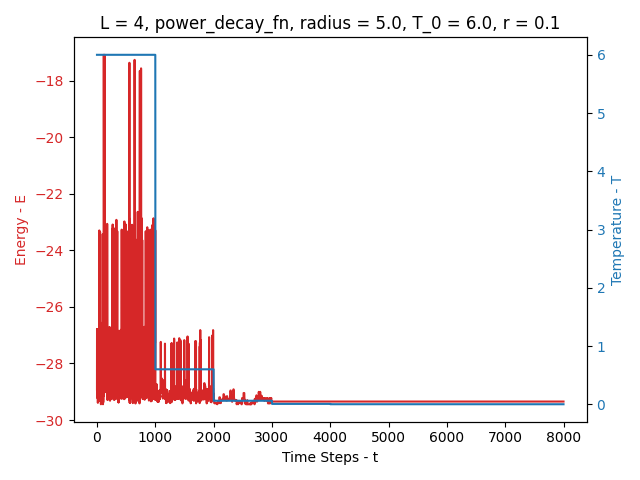 L = 4, power_decay_fn, radius = 5.0, T_0 = 6.0, r = 0.1
Energy - E
−18
−20
−22
−24
−26
−28
−30
6
5
4
3
2
1
0
Temperature - T
0 1000 2000 3000 4000 5000 6000 7000 8000
Time Steps - t